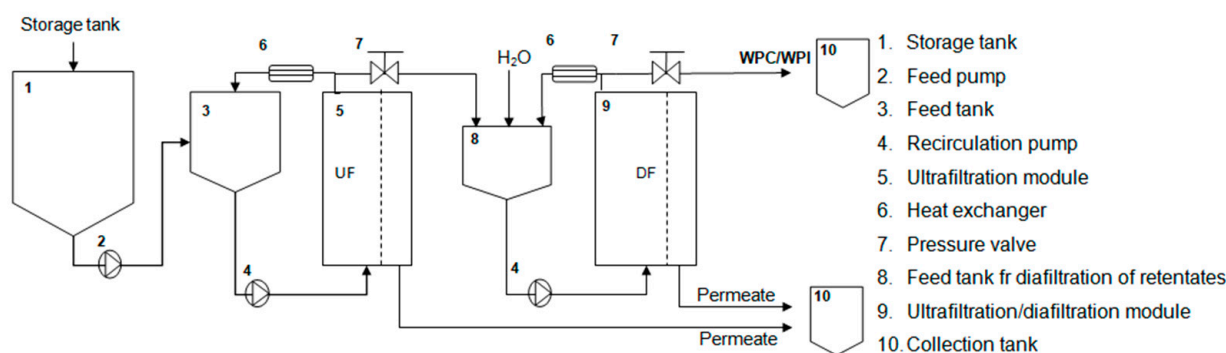 Storage tank
1
2
3
4
5
UF
6
7
8
H₂O
4
6
7
9
DF
WPC/WPI
10
Permeate
Permeate
10
1. Storage tank
2. Feed pump
3. Feed tank
4. Recirculation pump
5. Ultrafiltration module
6. Heat exchanger
7. Pressure valve
8. Feed tank fr diafiltration of retentates
9. Ultrafiltration/diafiltration module
10. Collection tank